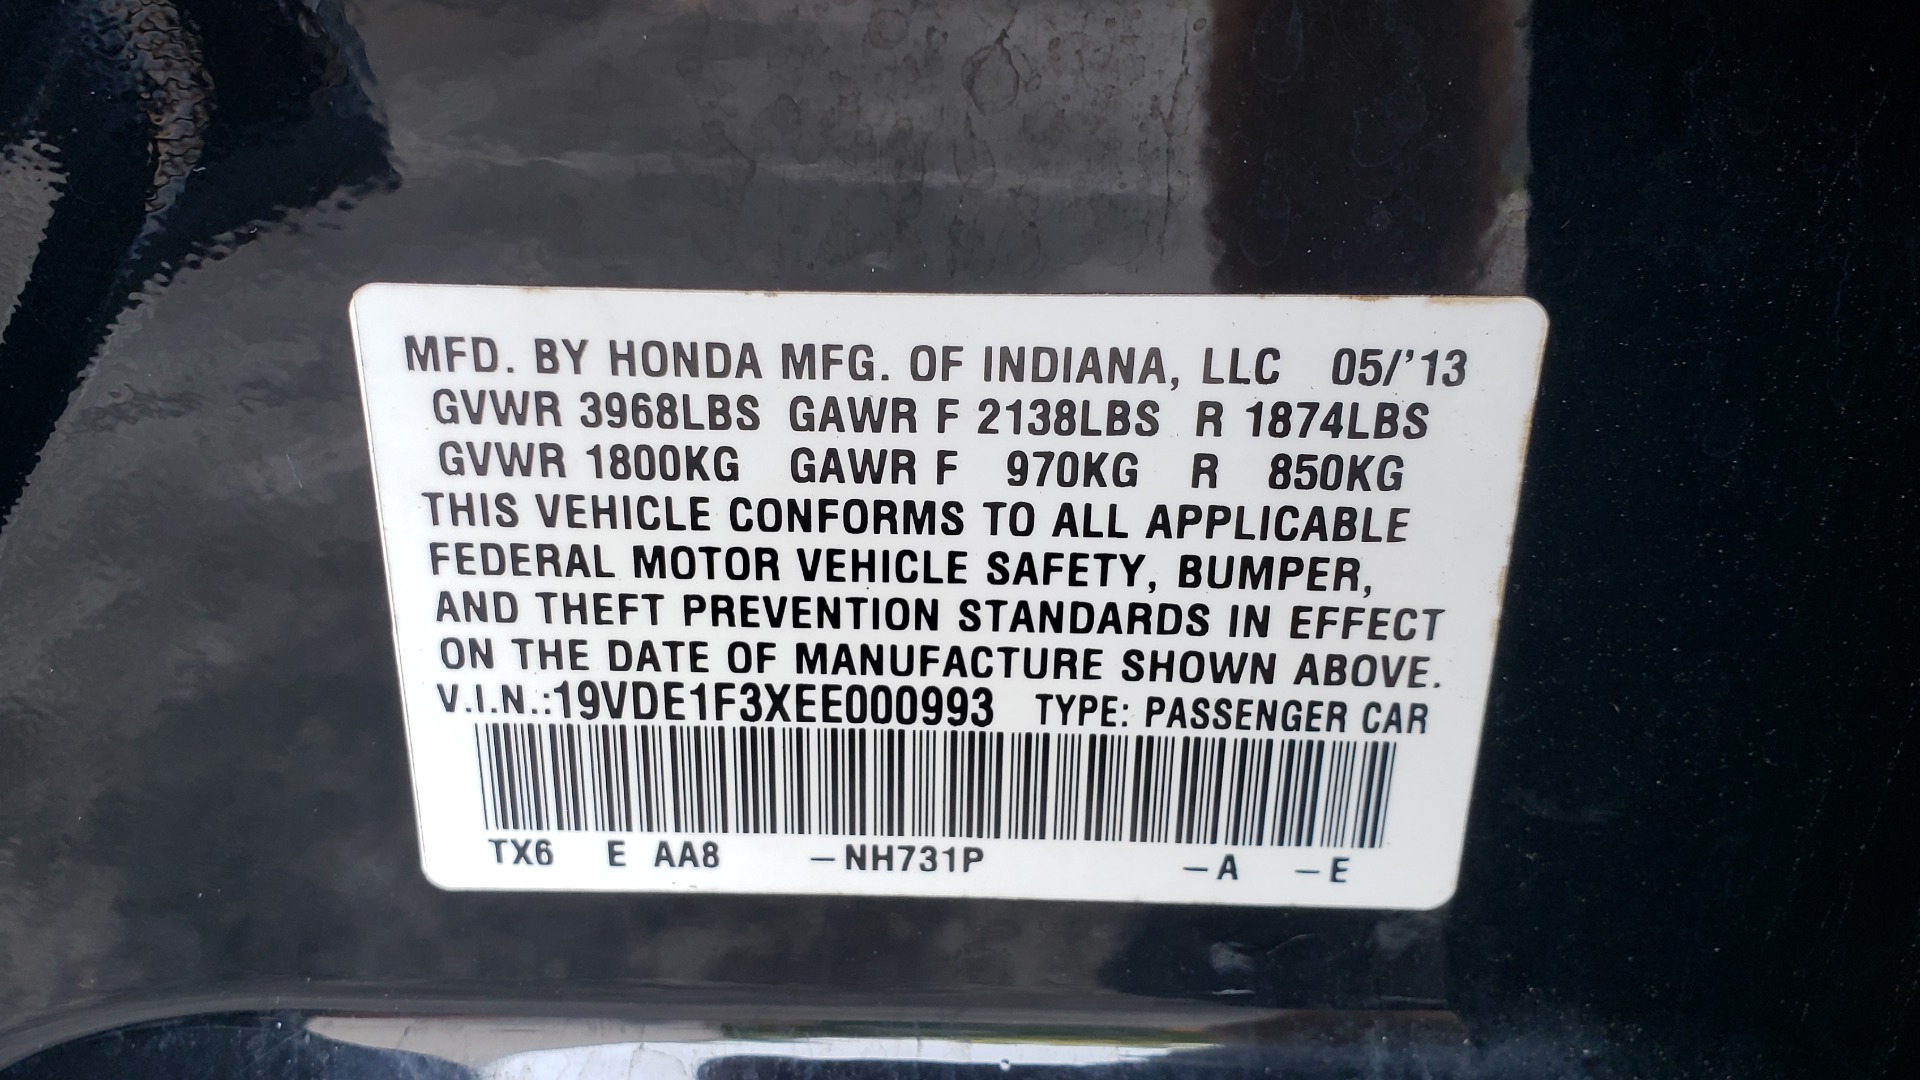 MFD. BY HONDA MFG. OF INDIANA, LLC 05/'13
GVWR 3968LBS GAWR F 2138LBS R 1874LBS
GVWR 1800KG GAWR F 970KG R 850KG
THIS VEHICLE CONFORMS TO ALL APPLICABLE
FEDERAL MOTOR VEHICLE SAFETY, BUMPER,
AND THEFT PREVENTION STANDARDS IN EFFECT
ON THE DATE OF MANUFACTURE SHOWN ABOVE.
V.I.N.:19VDE1F3XEE000993 TYPE: PASSENGER CAR
TX6 E AA8 –NH731P –A –E